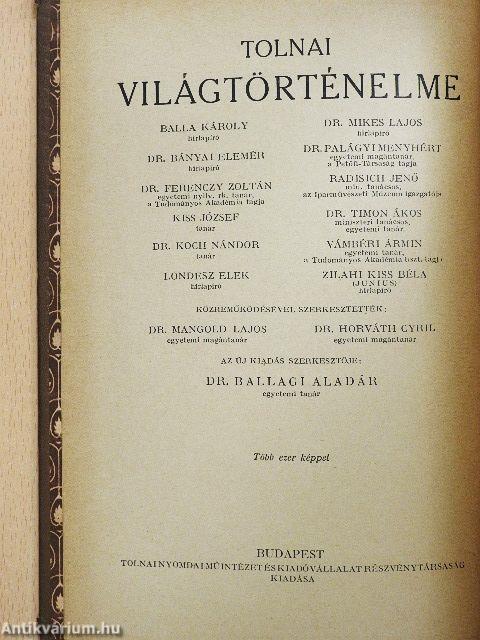 TOLNAI
VILÁGTÖRTÉNELME
BALLA KÁROLY
hírlapíró
DR. BÁNYAI ELEMÉR
hírlapíró
DR. FERENCZY ZOLTÁN
egyetemi nyilv. rk. tanár,
a Tudományos Akadémia tagja
KISS JÓZSEF
tanár
DR. KOCH NÁNDOR
tanár
LONDESZ ELEK
hírlapíró
DR. MIKES LAJOS
hírlapíró
DR. PALÁGYI MENYHÉRT
egyetemi magántanár,
a Petőfi-Társaság tagja
RADISICH JENŐ
min. tanácsos,
az Iparművészeti Múzeum igazgatója
DR. TIMON ÁKOS
miniszteri tanácsos,
egyetemi tanár
VÁMBÉRI ÁRMIN
egyetemi tanár,
a Tudományos Akadémia tiszt. tagja
ZILAHI KISS BÉLA
(JUNIUS)
hírlapíró
KÖZREMŰKÖDÉSÉVEL SZERKESZTETTÉK:
DR. MANGOLD LAJOS
egyetemi magántanár
DR. HORVÁTH CYRIL
egyetemi magántanár
AZ ÚJ KIADÁS SZERKESZTŐJE:
DR. BALLAGI ALADÁR
egyetemi tanár
Több ezer képpel
BUDAPEST
TOLNAI NYOMDAI MŰINTÉZET ÉS KIADÓVÁLLALAT RÉSZVÉNYTÁRSASÁG
KIADÁSA
Antikvárium.hu